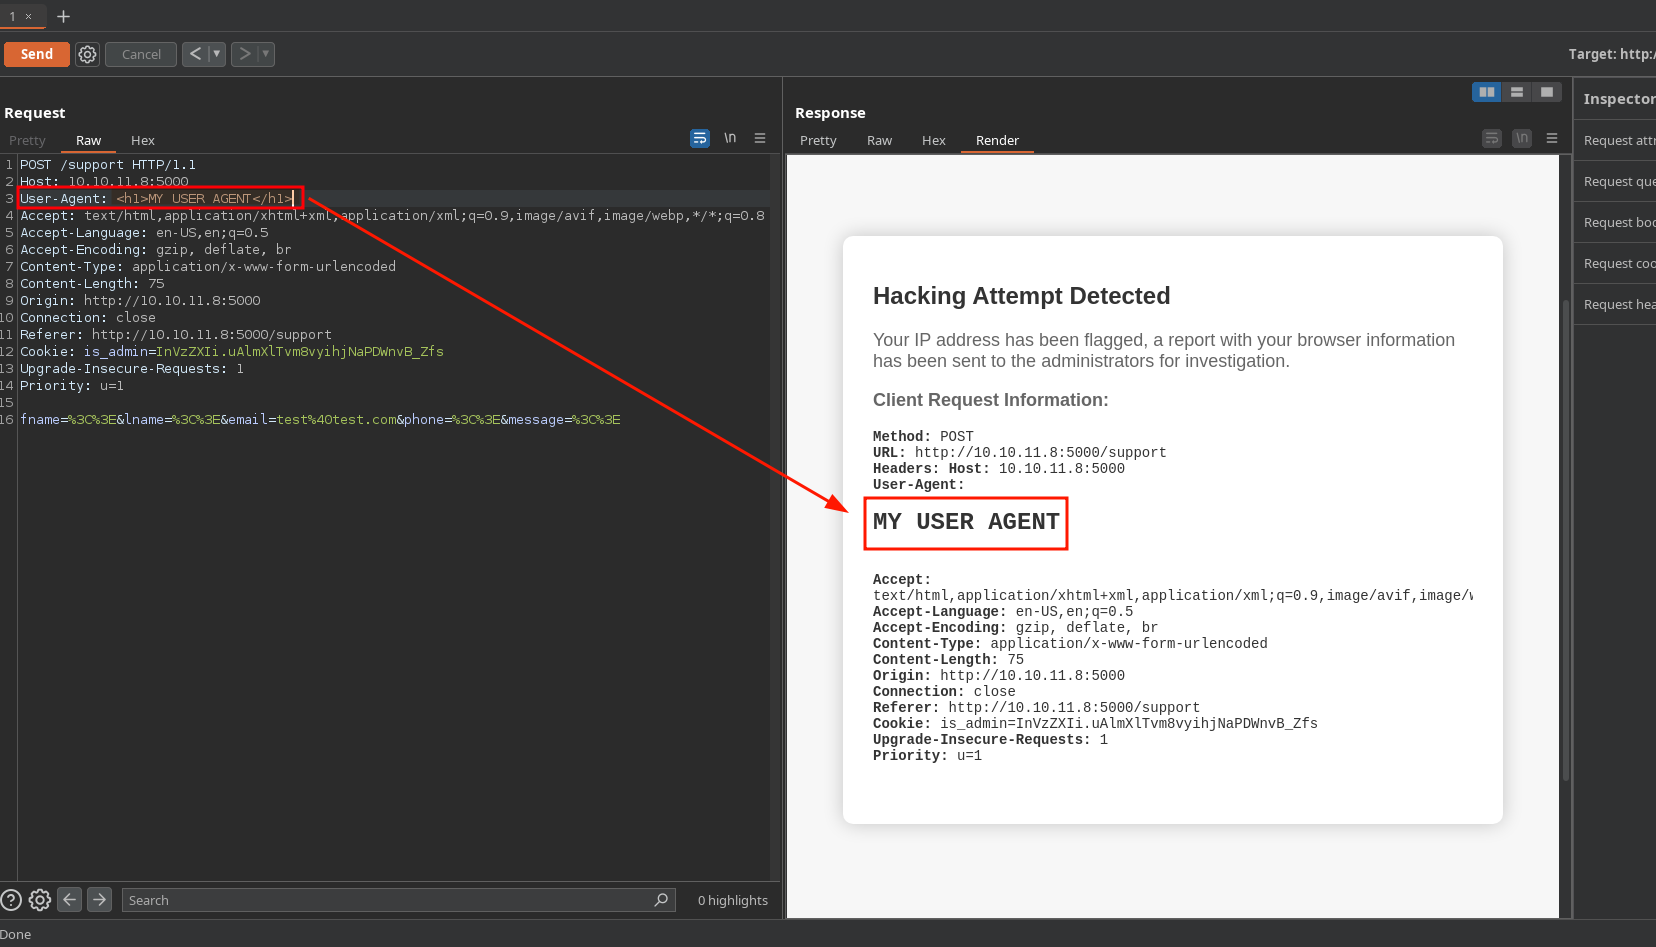 1 ×
Send
Cancel
< ▼
> ▼
Target: http:/
Request
Pretty Raw Hex
\n
1 POST /support HTTP/1.1
2 Host: 10.10.11.8:5000
3 User-Agent: <h1>MY USER AGENT</h1>
4 Accept: text/html,application/xhtml+xml,application/xml;q=0.9,image/avif,image/webp,*/*;q=0.8
5 Accept-Language: en-US,en;q=0.5
6 Accept-Encoding: gzip, deflate, br
7 Content-Type: application/x-www-form-urlencoded
8 Content-Length: 75
9 Origin: http://10.10.11.8:5000
10 Connection: close
11 Referer: http://10.10.11.8:5000/support
12 Cookie: is_admin=InVzZXIi.uAlmXlTvm8vyihjNaPDWnvB_Zfs
13 Upgrade-Insecure-Requests: 1
14 Priority: u=1
15
16 fname=%3C%3E&lname=%3C%3E&email=test%40test.com&phone=%3C%3E&message=%3C%3E
Search
0 highlights
Done
Response
Pretty Raw Hex Render
\n
Hacking Attempt Detected
Your IP address has been flagged, a report with your browser information
has been sent to the administrators for investigation.
Client Request Information:
Method: POST
URL: http://10.10.11.8:5000/support
Headers: Host: 10.10.11.8:5000
User-Agent:
MY USER AGENT
Accept:
text/html,application/xhtml+xml,application/xml;q=0.9,image/avif,image/w
Accept-Language: en-US,en;q=0.5
Accept-Encoding: gzip, deflate, br
Content-Type: application/x-www-form-urlencoded
Content-Length: 75
Origin: http://10.10.11.8:5000
Connection: close
Referer: http://10.10.11.8:5000/support
Cookie: is_admin=InVzZXIi.uAlmXlTvm8vyihjNaPDWnvB_Zfs
Upgrade-Insecure-Requests: 1
Priority: u=1
Inspector
Request attr
Request que
Request boo
Request coo
Request hea